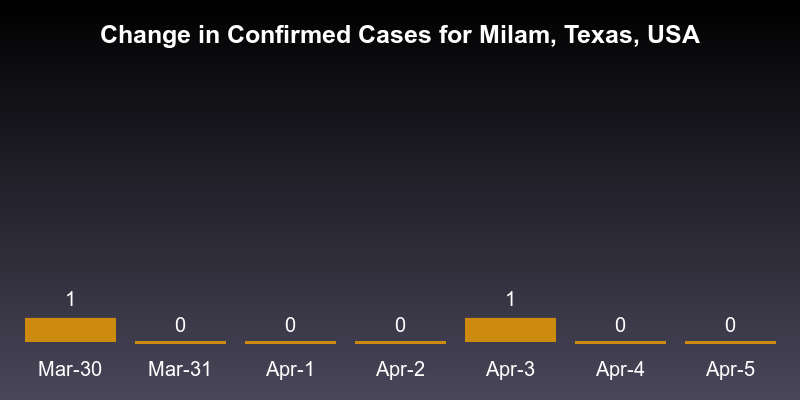 Change in Confirmed Cases for Milam, Texas, USA
1 0 0 0 1 0 0
Mar-30 Mar-31 Apr-1 Apr-2 Apr-3 Apr-4 Apr-5